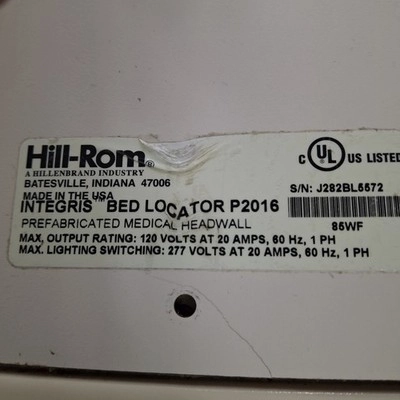 Hill-Rom®
A HILLENBRAND INDUSTRY
BATESVILLE, INDIANA 47006
MADE IN THE USA
C UL US LISTED
S/N: J282BL5572
INTEGRIS™ BED LOCATOR P2016
PREFABRICATED MEDICAL HEADWALL
85WF
MAX. OUTPUT RATING: 120 VOLTS AT 20 AMPS, 60 Hz, 1 PH
MAX. LIGHTING SWITCHING: 277 VOLTS AT 20 AMPS, 60 Hz, 1 PH